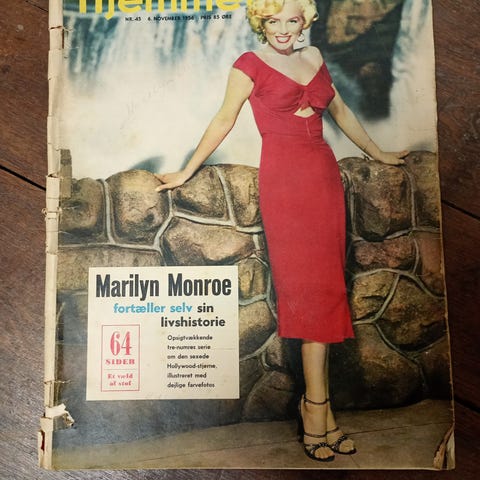 Hjemmet
NR. 45 6. NOVEMBER 1956 PRIS 85 ØRE
Marilyn Monroe
fortæller selv sin
livshistorie
64
SIDER
Et væld
af stof
Opsigtvækkende
tre-numres serie
om den sexede
Hollywood-stjerne,
illustreret med
dejlige farvefotos